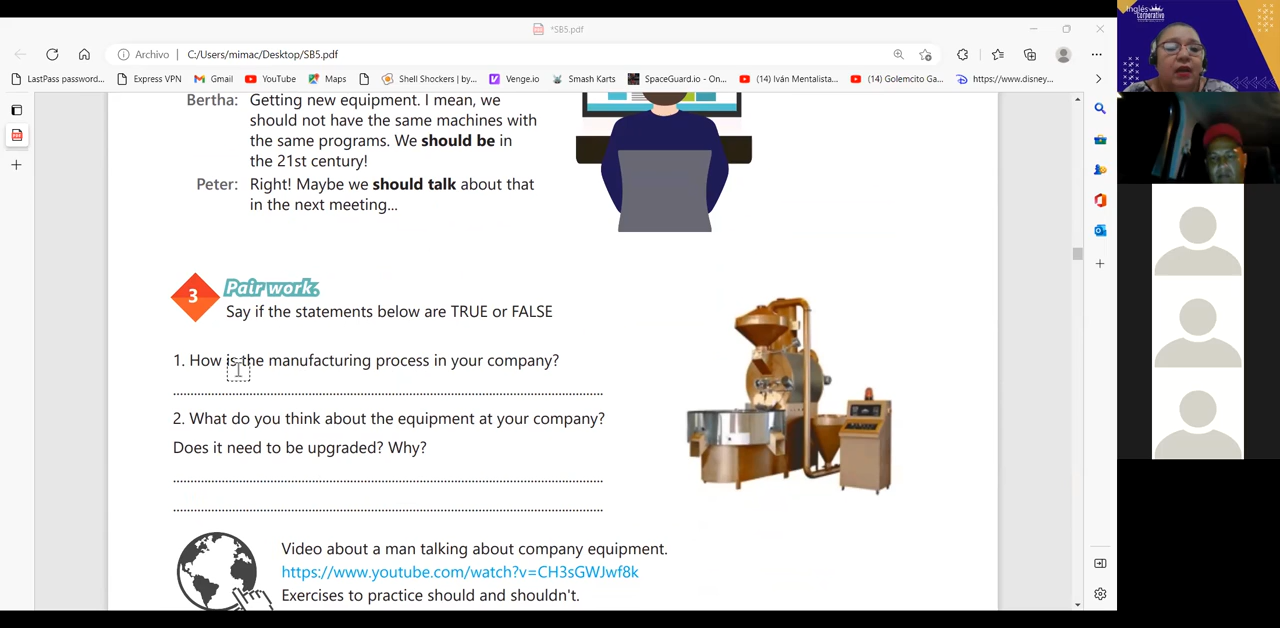 *SB5.pdf
Archivo
C:/Users/mimac/Desktop/SB5.pdf
LastPass password...
Express VPN
Gmail
YouTube
Maps
Shell Shockers | by...
Venge.io
Smash Karts
SpaceGuard.io - On...
(14) Iván Mentalista...
(14) Golemcito Ga...
https://www.disney...
Inglés
Corporativo
Bertha: Getting new equipment. I mean, we
should not have the same machines with
the same programs. We should be in
the 21st century!
Peter: Right! Maybe we should talk about that
in the next meeting...
3
Pair work.
Say if the statements below are TRUE or FALSE
1. How is the manufacturing process in your company?
2. What do you think about the equipment at your company?
Does it need to be upgraded? Why?
Video about a man talking about company equipment.
https://www.youtube.com/watch?v=CH3sGWJwf8k
Exercises to practice should and shouldn't.